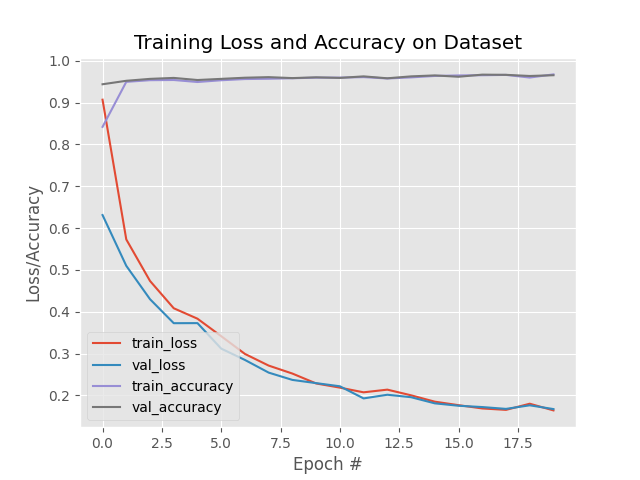 Training Loss and Accuracy on Dataset
1.0
0.9
0.8
0.7
0.6
0.5
0.4
0.3
0.2
Loss/Accuracy
train_loss
val_loss
train_accuracy
val_accuracy
0.0 2.5 5.0 7.5 10.0 12.5 15.0 17.5
Epoch #